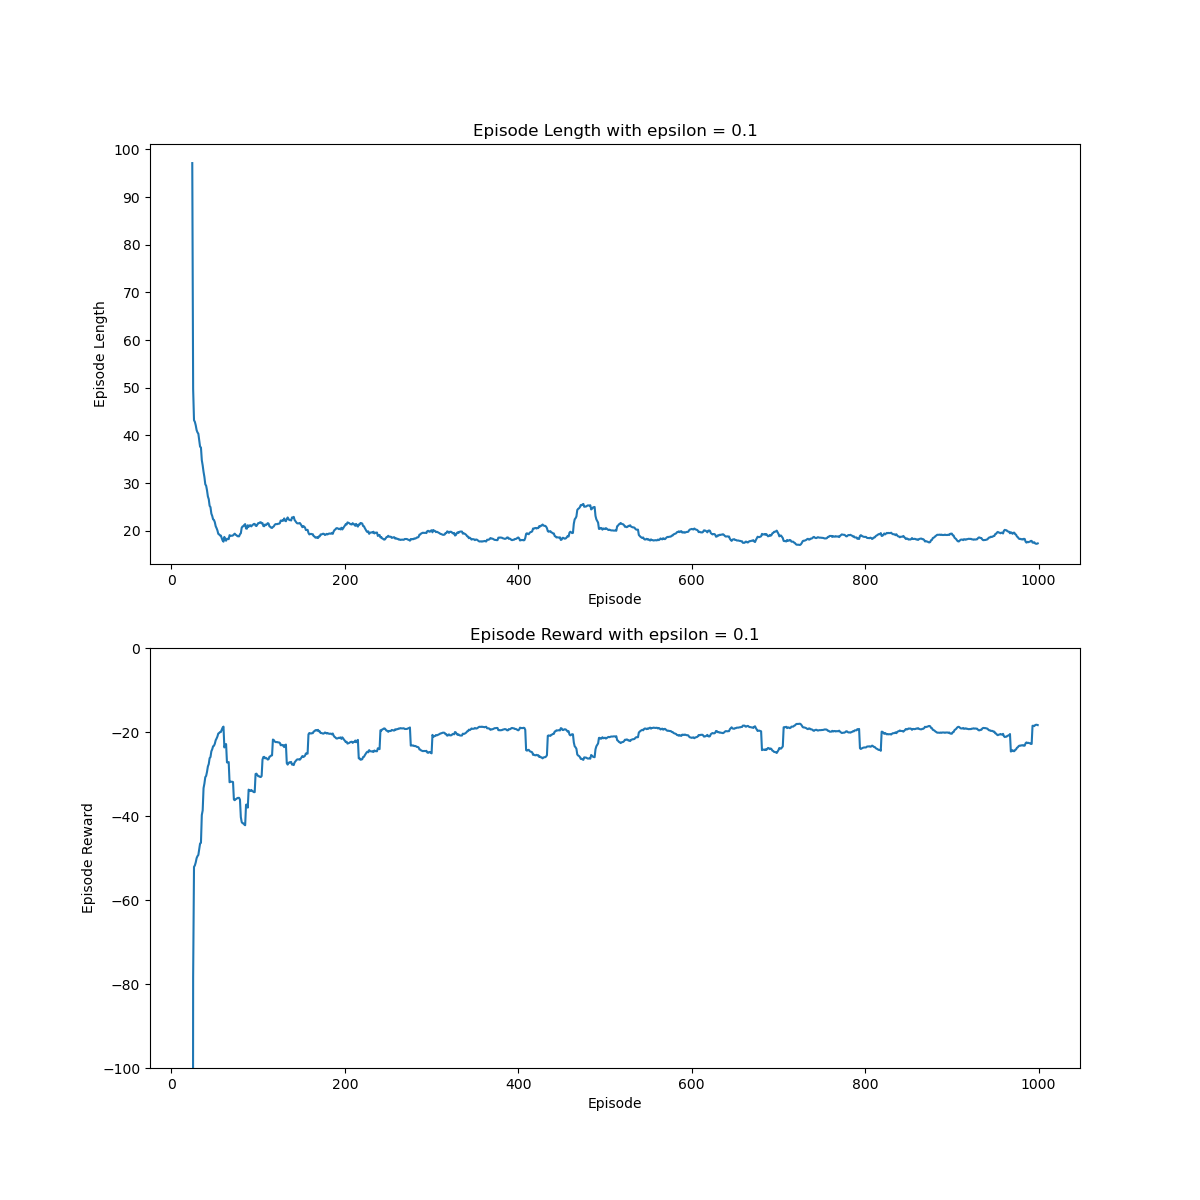 Episode Length with epsilon = 0.1
100
90
80
70
60
50
40
30
20
Episode Length
0 200 400 600 800 1000
Episode
Episode Reward with epsilon = 0.1
0
−20
−40
−60
−80
−100
Episode Reward
0 200 400 600 800 1000
Episode